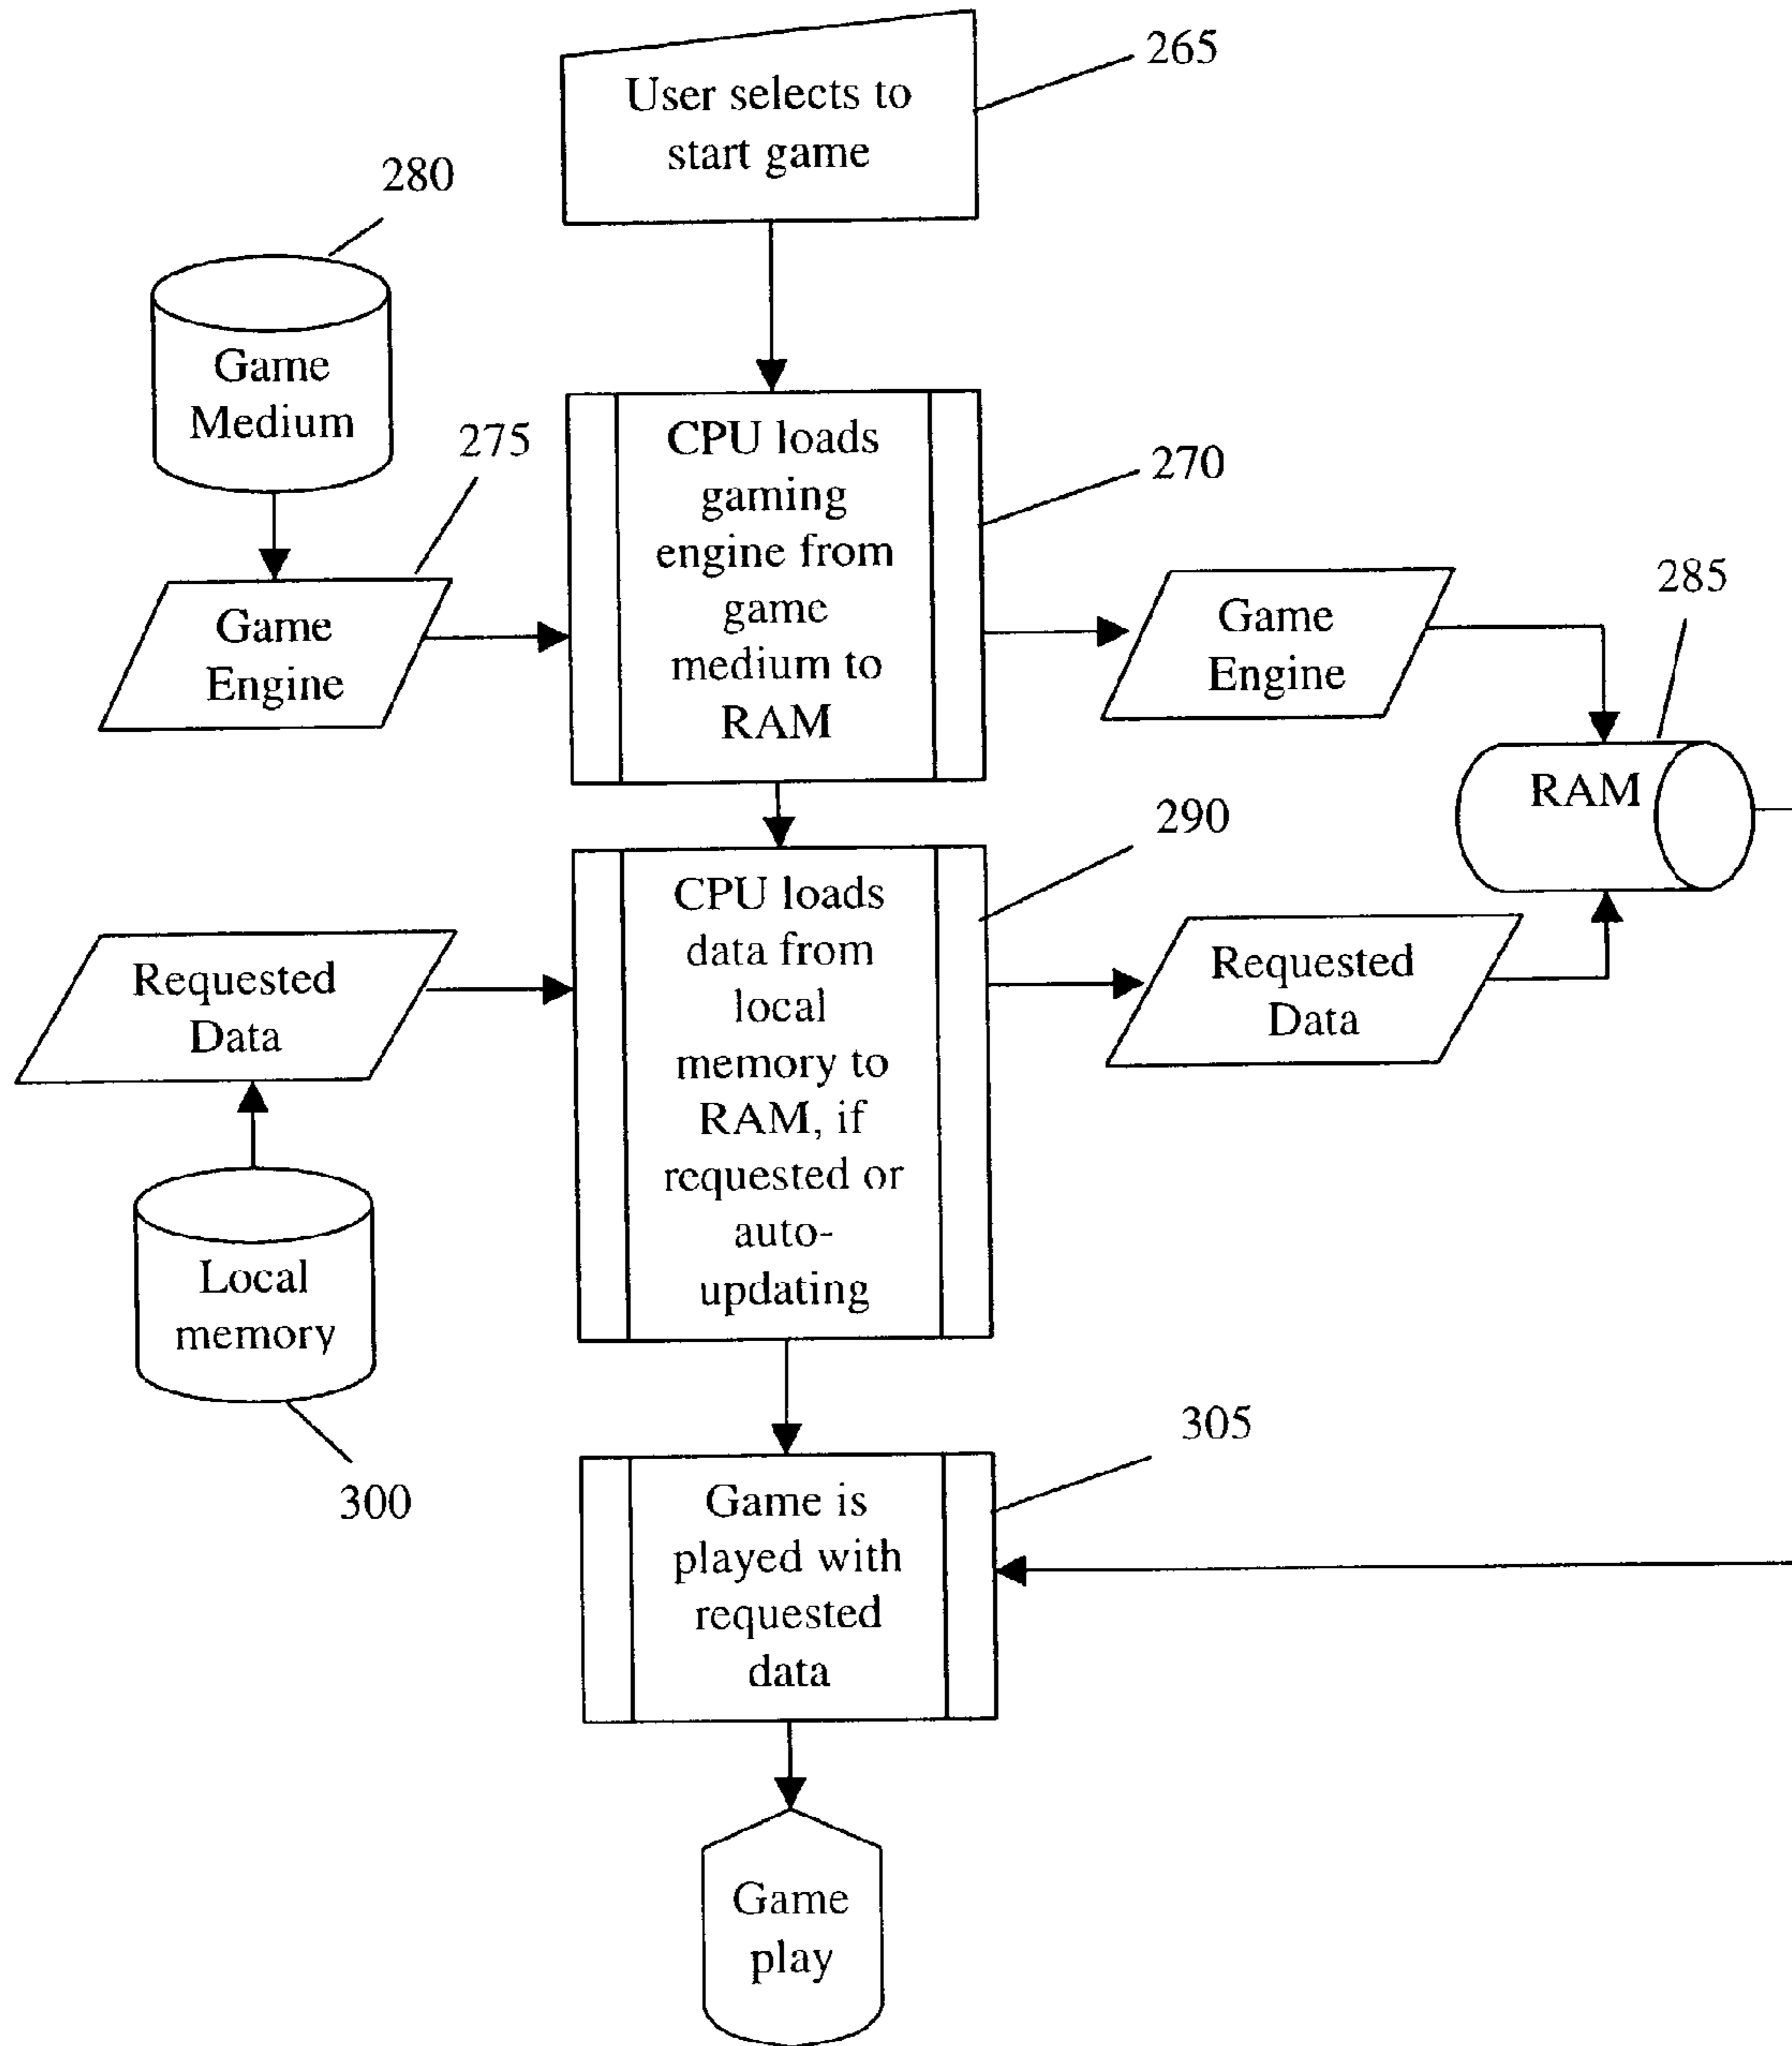 265
User selects to
start game
280
Game
Medium
275
CPU loads
gaming
engine from
game
medium to
RAM
270
Game
Engine
Game
Engine
285
RAM
290
CPU loads
data from
local
memory to
RAM, if
requested or
auto-
updating
Requested
Data
Requested
Data
Local
memory
300
305
Game is
played with
requested
data
Game
play